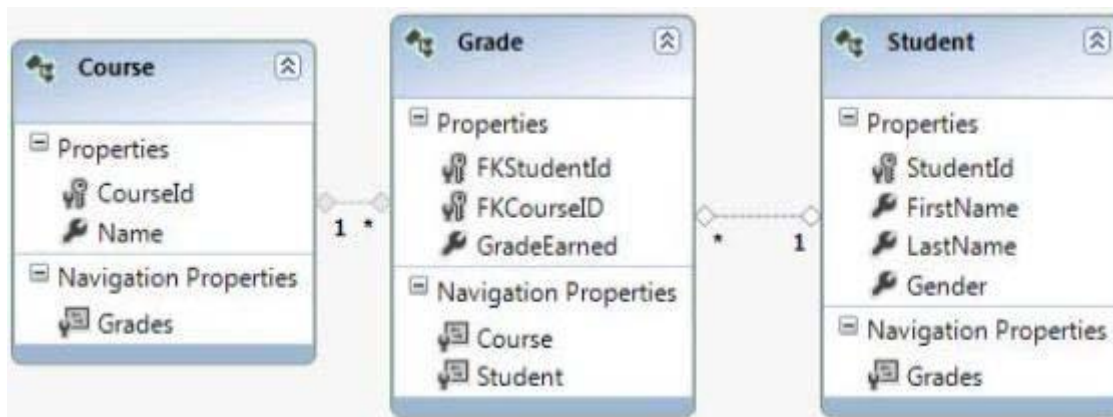 Course
Properties
CourseId
Name
Navigation Properties
Grades
1 *
Grade
Properties
FKStudentId
FKCourseID
GradeEarned
Navigation Properties
Course
Student
* 1
Student
Properties
StudentId
FirstName
LastName
Gender
Navigation Properties
Grades